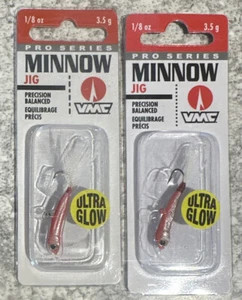 1/8 oz 3.5 g
PRO SERIES
MINNOW
JIG
PRECISION
BALANCED
EQUILIBRAGE
PRÉCIS
VMC
ULTRA
GLOW
1/8 oz 3.5 g
PRO SERIES
MINNOW
JIG
PRECISION
BALANCED
EQUILIBRAGE
PRÉCIS
VMC
ULTRA
GLOW